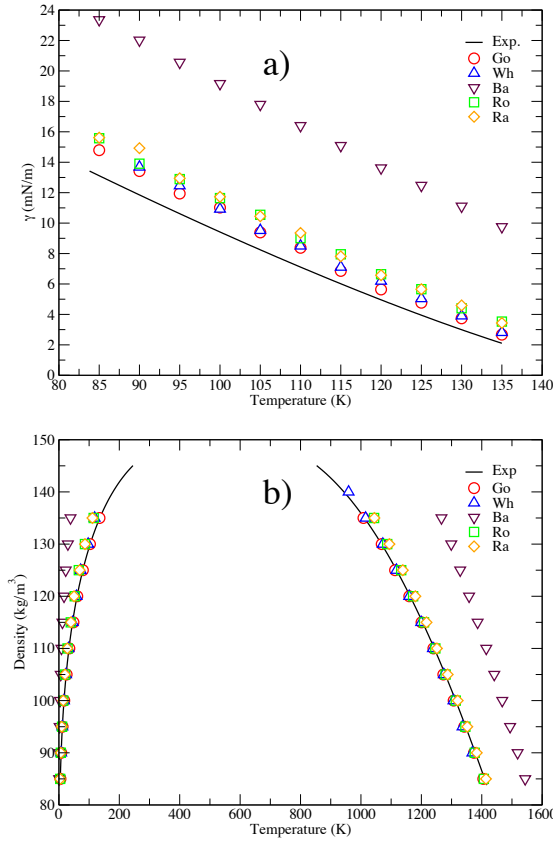 24
22
20
18
16
14
12
10
8
6
4
2
0
γ (mN/m)
a)
Exp.
Go
Wh
Ba
Ro
Ra
80 85 90 95 100 105 110 115 120 125 130 135 140
Temperature (K)
150
140
130
120
110
100
90
80
Density (kg/m³)
b)
Exp
Go
Wh
Ba
Ro
Ra
0 200 400 600 800 1000 1200 1400 1600
Temperature (K)